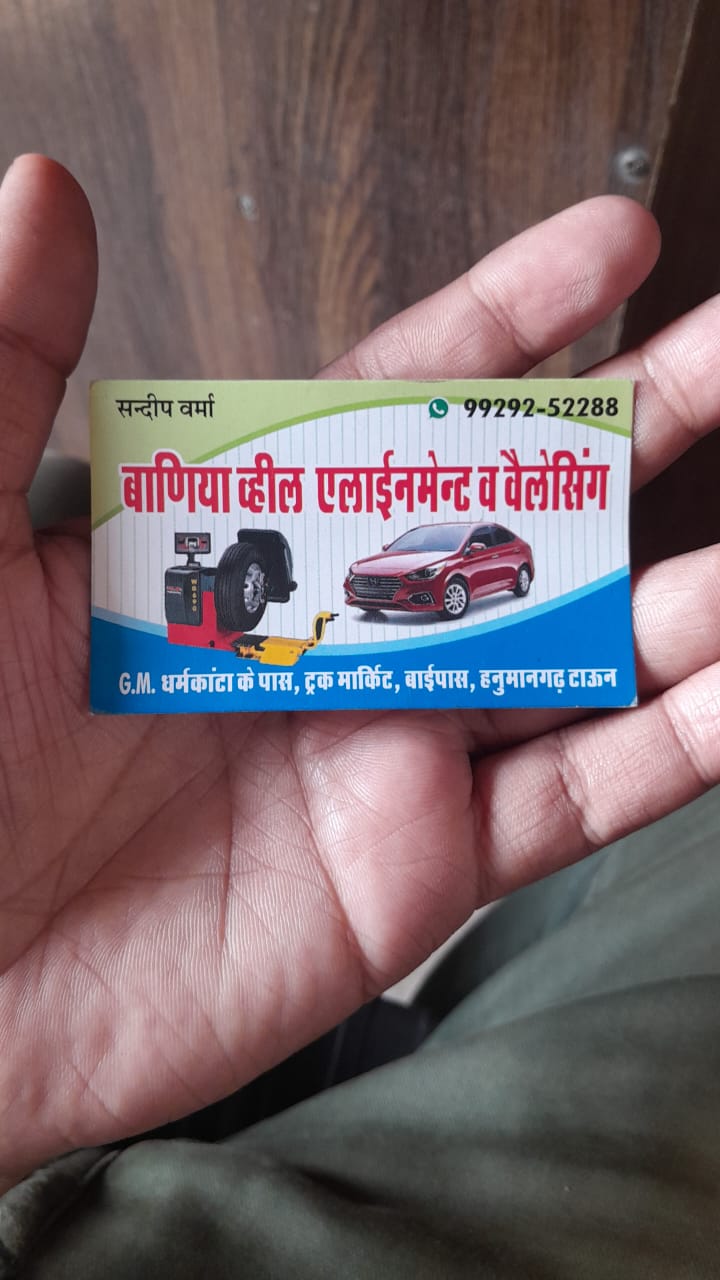 सन्दीप वर्मा
99292-52288
बाणिया व्हील एलाईनमेन्ट व वैलेसिंग
G.M. धर्मकांटा के पास, ट्रक मार्किट, बाईपास, हनुमानगढ़ टाऊन